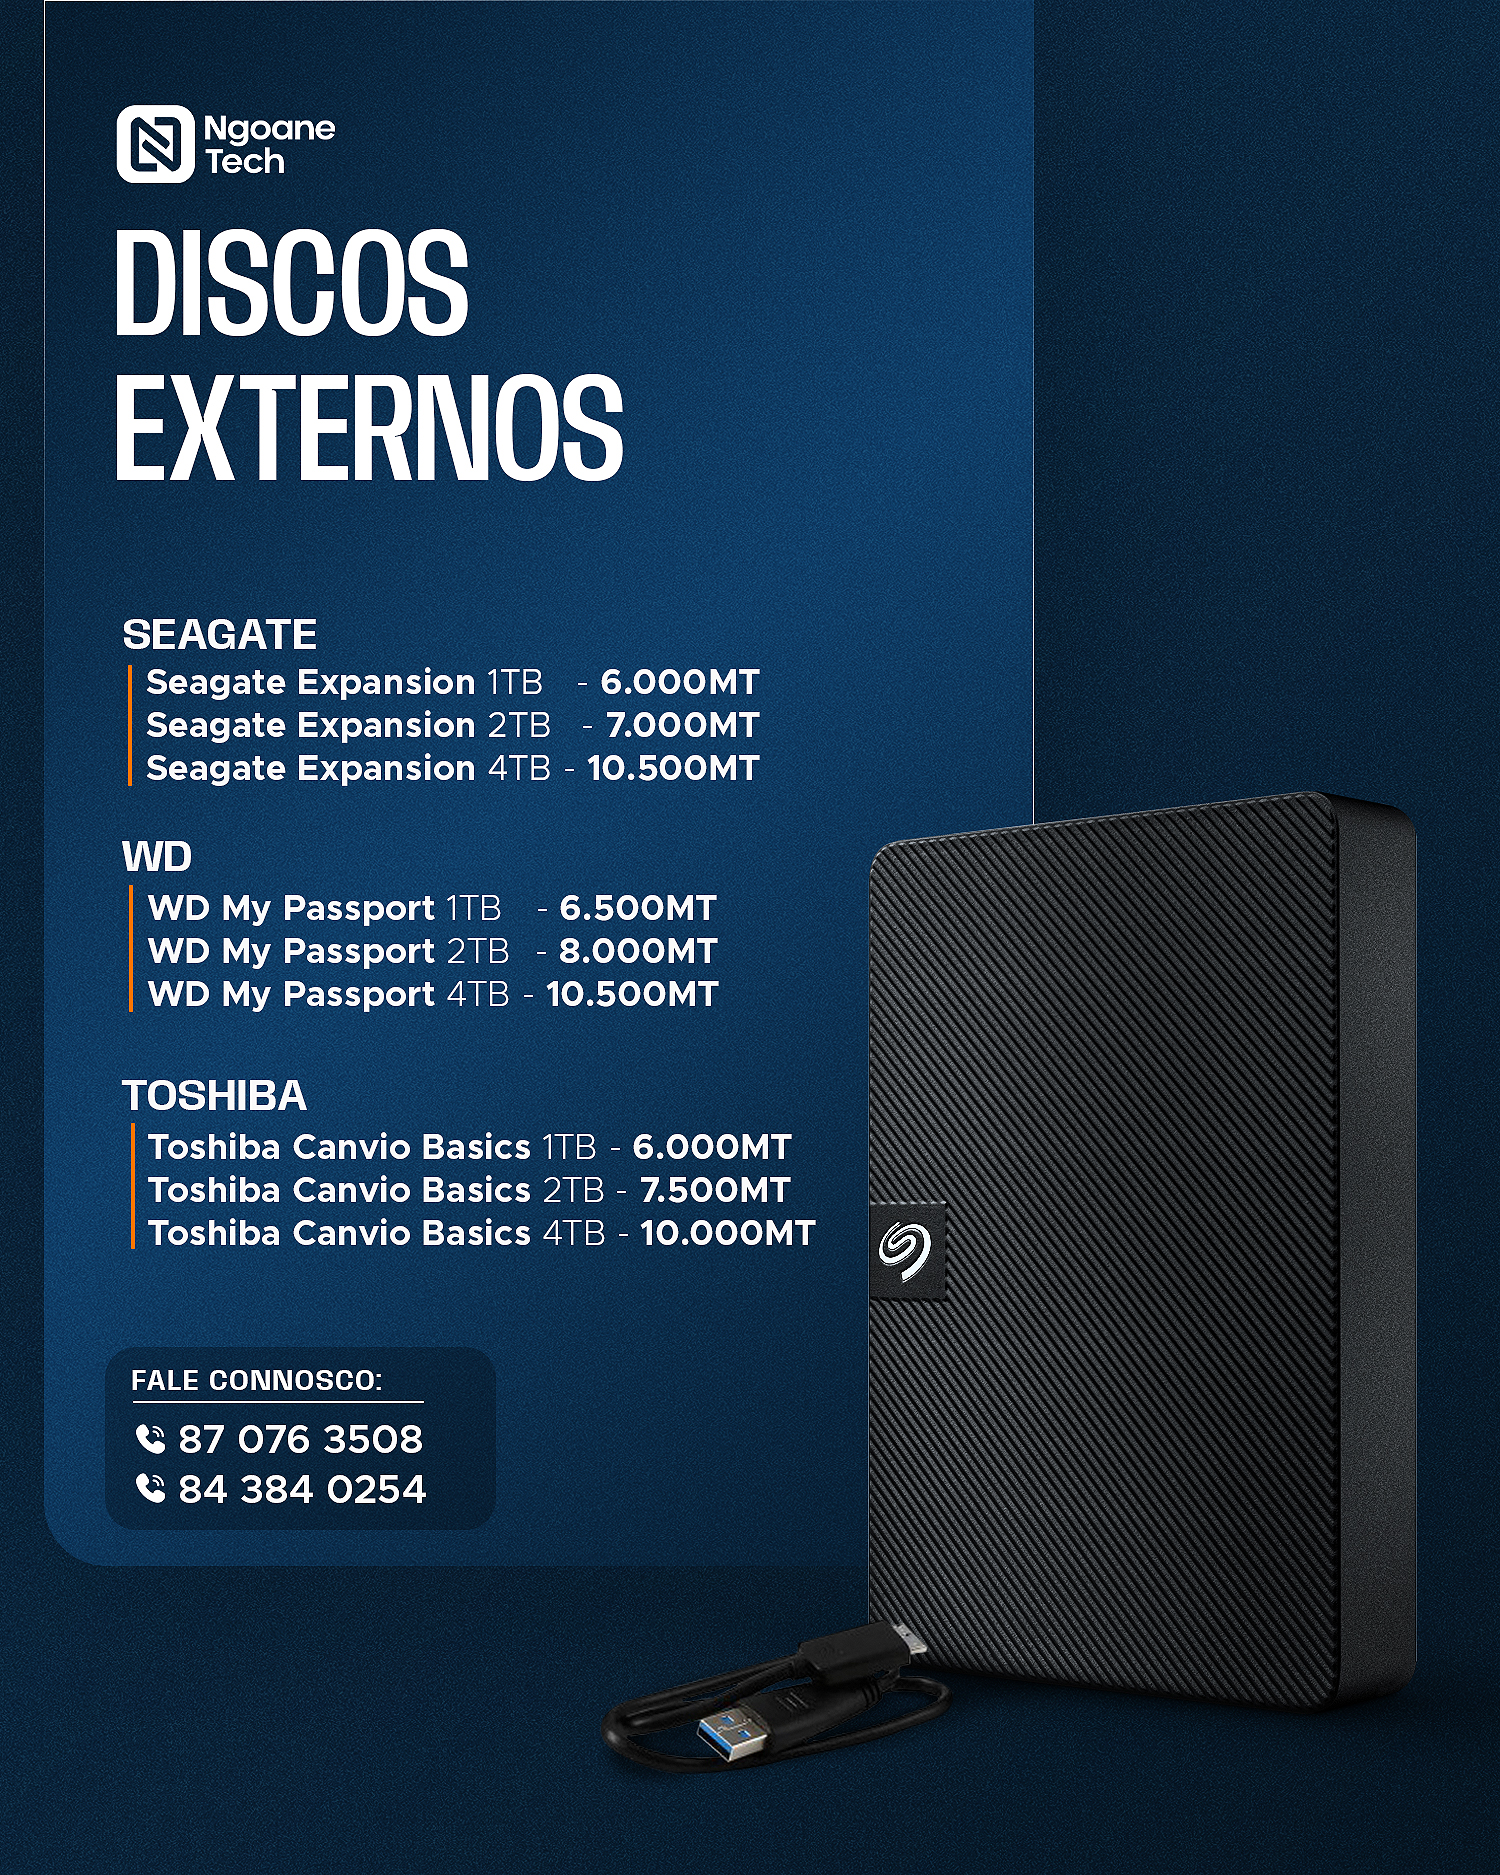 Ngoane
Tech
DISCOS
EXTERNOS
SEAGATE
Seagate Expansion 1TB - 6.000MT
Seagate Expansion 2TB - 7.000MT
Seagate Expansion 4TB - 10.500MT
WD
WD My Passport 1TB - 6.500MT
WD My Passport 2TB - 8.000MT
WD My Passport 4TB - 10.500MT
TOSHIBA
Toshiba Canvio Basics 1TB - 6.000MT
Toshiba Canvio Basics 2TB - 7.500MT
Toshiba Canvio Basics 4TB - 10.000MT
FALE CONNOSCO:
87 076 3508
84 384 0254